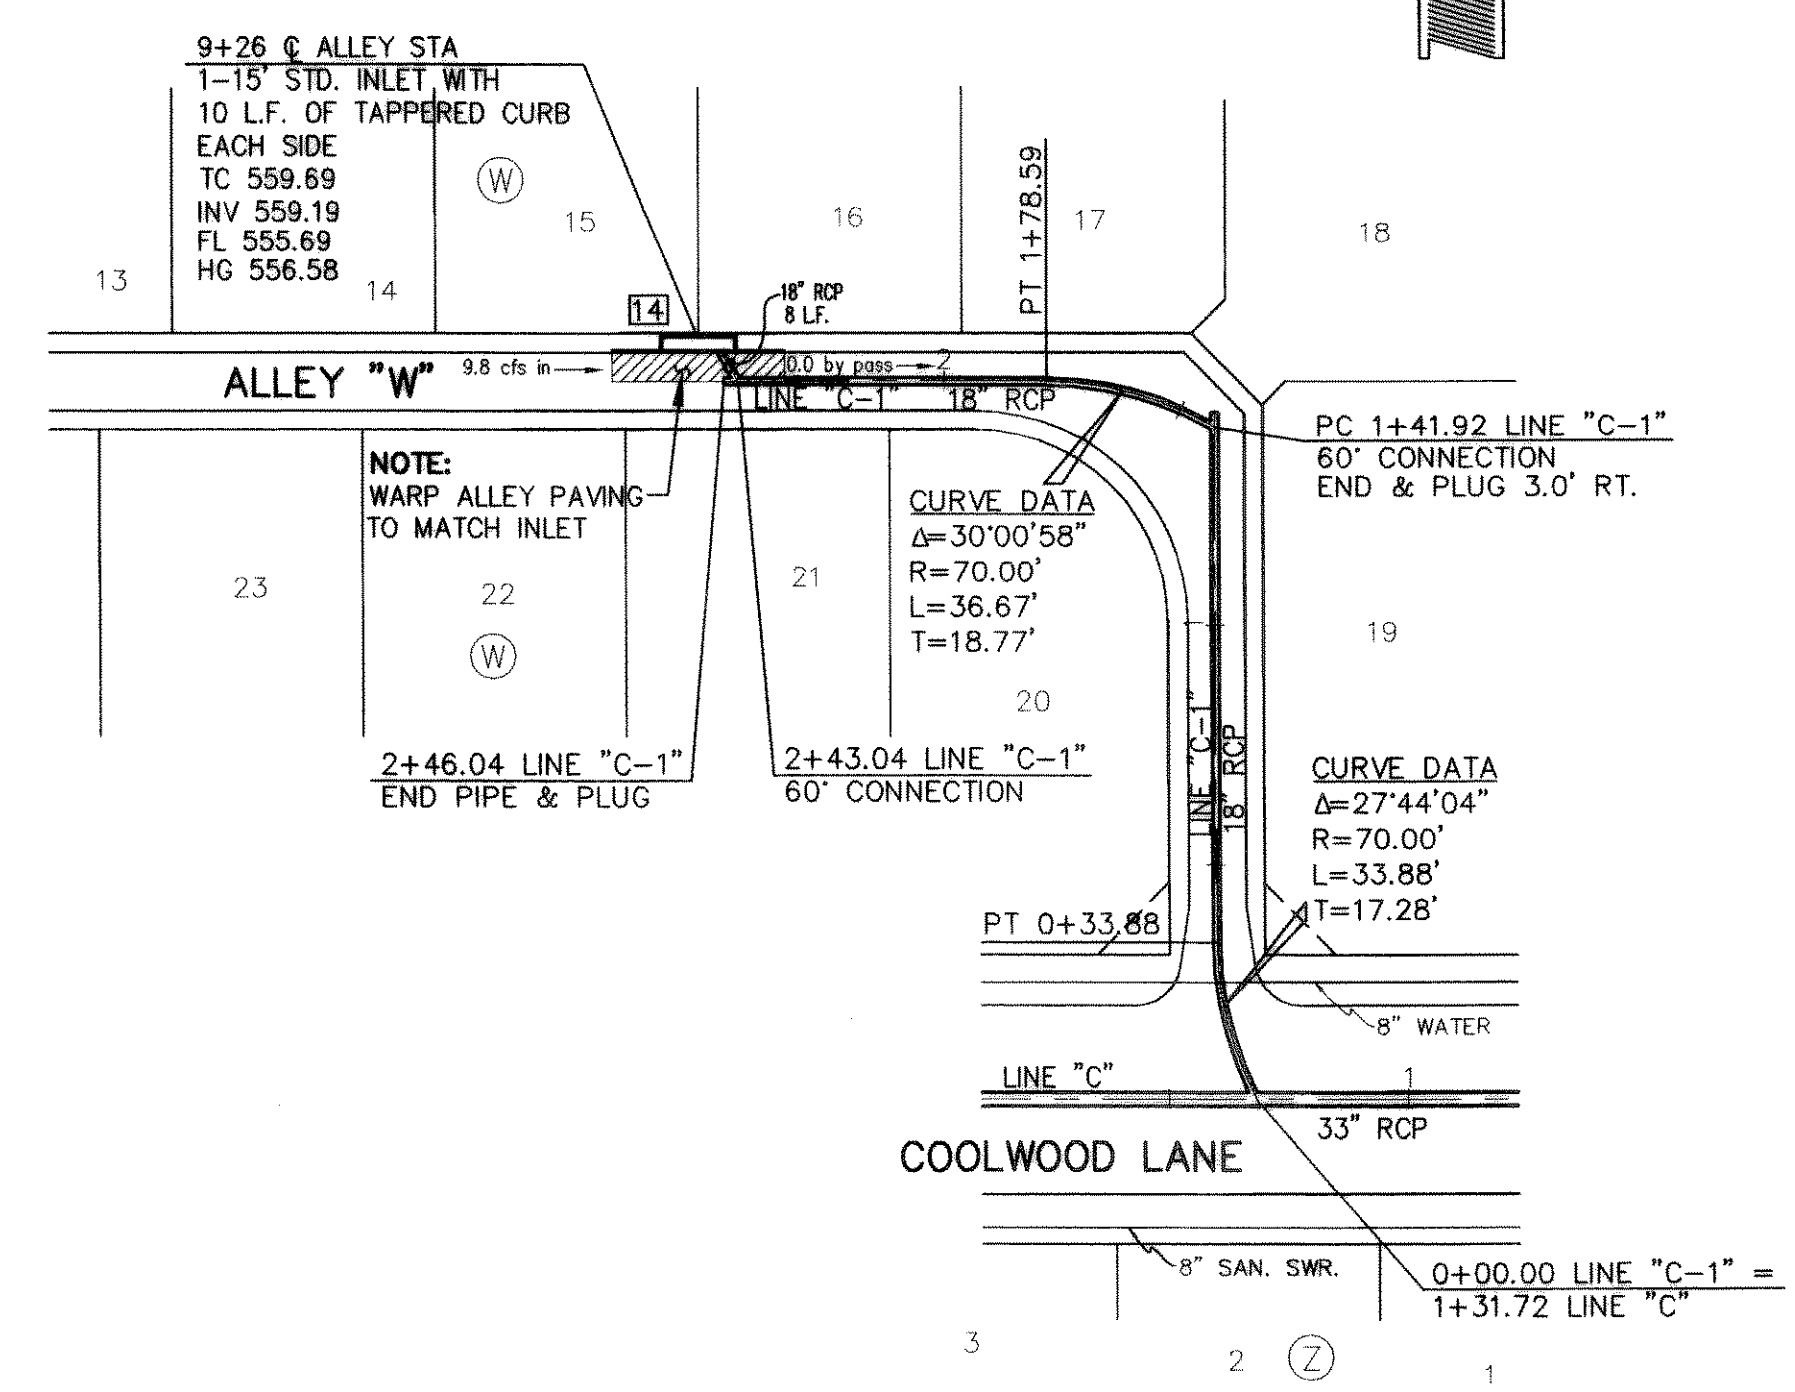 9+26 ℄ ALLEY STA
1-15' STD. INLET WITH
10 L.F. OF TAPPERED CURB
EACH SIDE
TC 559.69
INV 559.19
FL 555.69
HG 556.58
W
13
14
15
16
17
18
PT 1+78.59
14
18" RCP
8 L.F.
ALLEY "W"
9.8 cfs in
0.0 by pass
2
LINE "C-1"
18" RCP
PC 1+41.92 LINE "C-1"
60° CONNECTION
END & PLUG 3.0' RT.
NOTE:
WARP ALLEY PAVING
TO MATCH INLET
CURVE DATA
Δ=30°00'58"
R=70.00'
L=36.67'
T=18.77'
23
22
21
20
19
W
2+46.04 LINE "C-1"
END PIPE & PLUG
2+43.04 LINE "C-1"
60° CONNECTION
LINE "C-1"
18" RCP
CURVE DATA
Δ=27°44'04"
R=70.00'
L=33.88'
T=17.28'
PT 0+33.88
8" WATER
LINE "C"
1
33" RCP
COOLWOOD LANE
8" SAN. SWR.
0+00.00 LINE "C-1" =
1+31.72 LINE "C"
3
2
Z
1